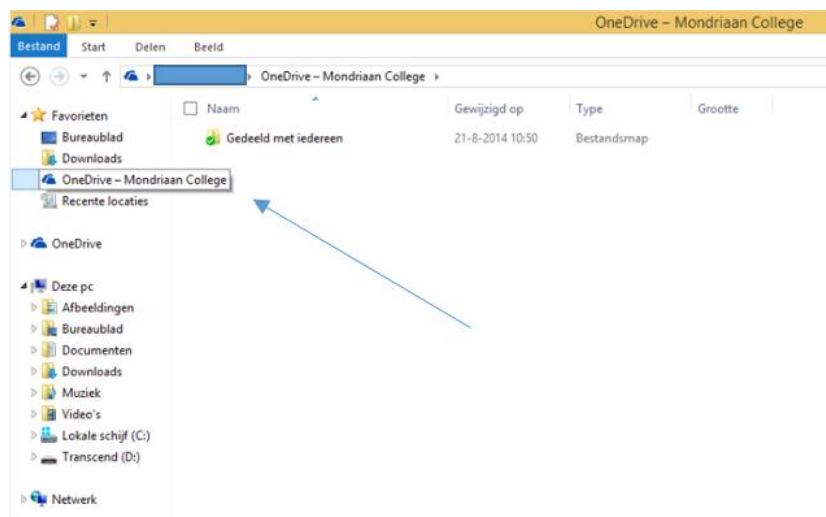 OneDrive – Mondriaan College
Bestand Start Delen Beeld
OneDrive – Mondriaan College
Naam Gewijzigd op Type Grootte
Gedeeld met iedereen 21-8-2014 10:50 Bestandsmap
Favorieten
Bureaublad
Downloads
OneDrive – Mondriaan College
Recente locaties
OneDrive
Deze pc
Afbeeldingen
Bureaublad
Documenten
Downloads
Muziek
Video's
Lokale schijf (C:)
Transcend (D:)
Netwerk